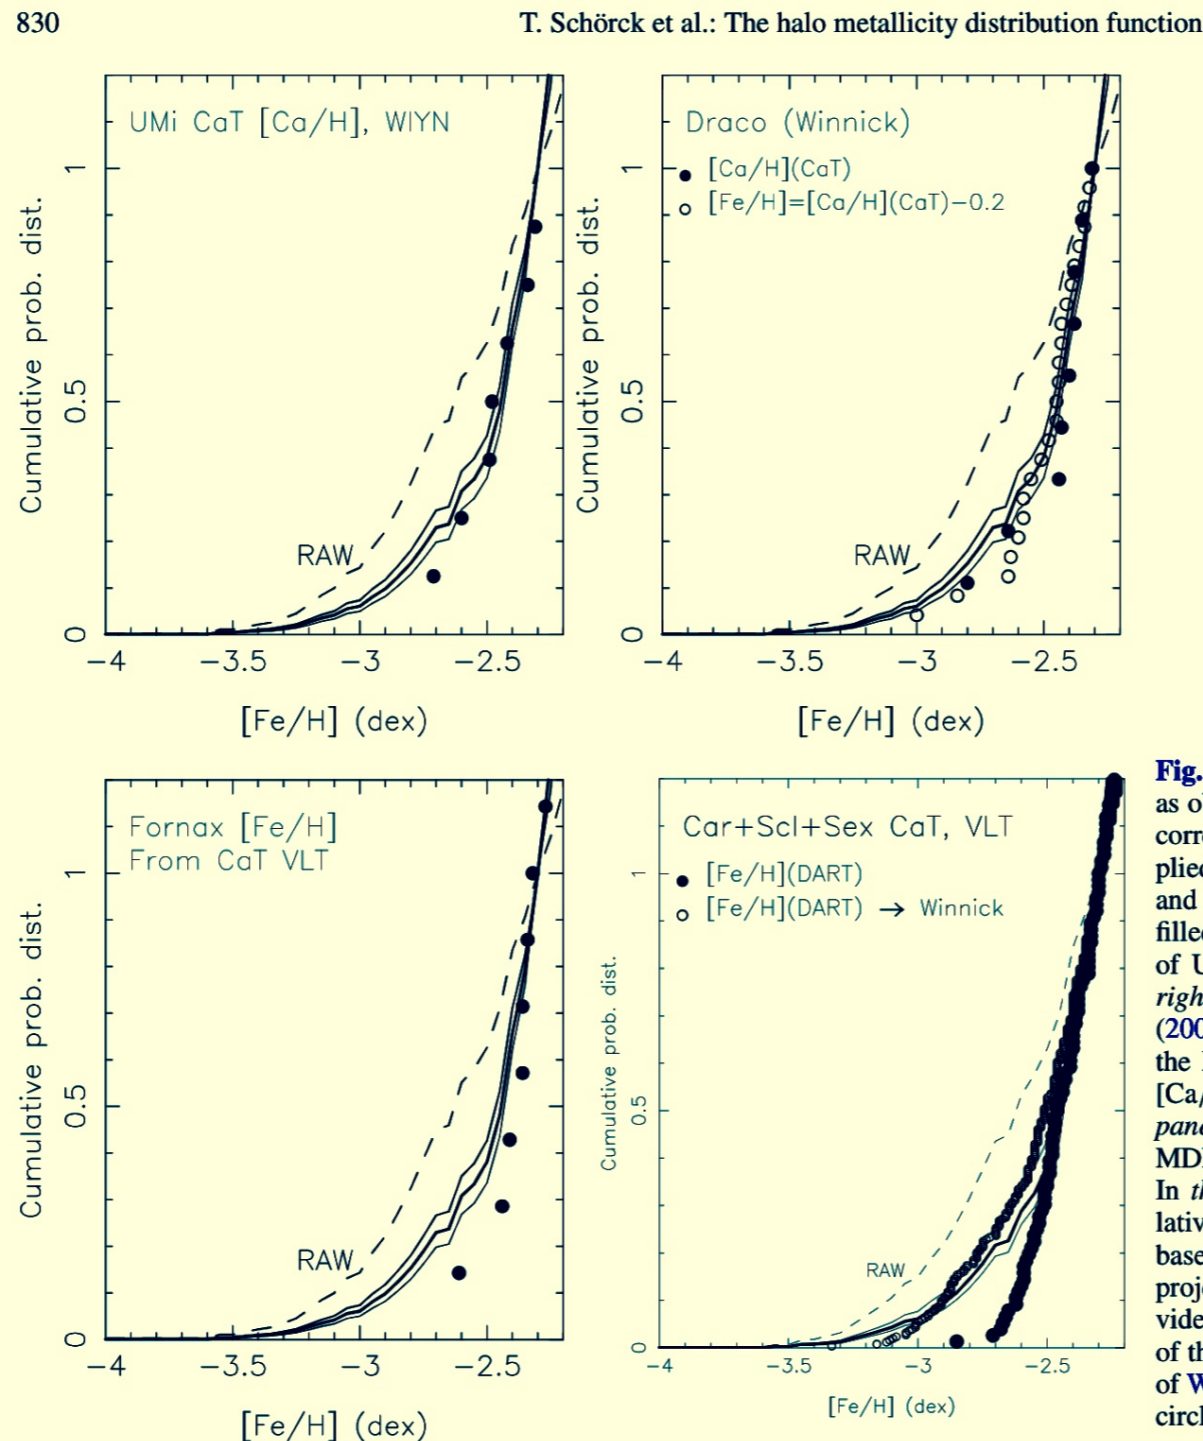 830
T. Schörck et al.: The halo metallicity distribution function
UMi CaT [Ca/H], WIYN
RAW
Cumulative prob. dist.
0 0.5 1
−4 −3.5 −3 −2.5
[Fe/H] (dex)
Draco (Winnick)
[Ca/H](CaT)
[Fe/H]=[Ca/H](CaT)−0.2
RAW
Cumulative prob. dist.
0 0.5 1
−4 −3.5 −3 −2.5
[Fe/H] (dex)
Fornax [Fe/H]
From CaT VLT
RAW
Cumulative prob. dist.
0 0.5 1
−4 −3.5 −3 −2.5
[Fe/H] (dex)
Car+Scl+Sex CaT, VLT
[Fe/H](DART)
[Fe/H](DART) → Winnick
RAW
Cumulative prob. dist.
0 0.5 1
−4 −3.5 −3 −2.5
[Fe/H] (dex)
Fig.
as ol
corre
plied
and
filled
of U
right
(200
the
[Ca/
pane
MD
In th
lativ
base
proj
vide
of th
of W
circl